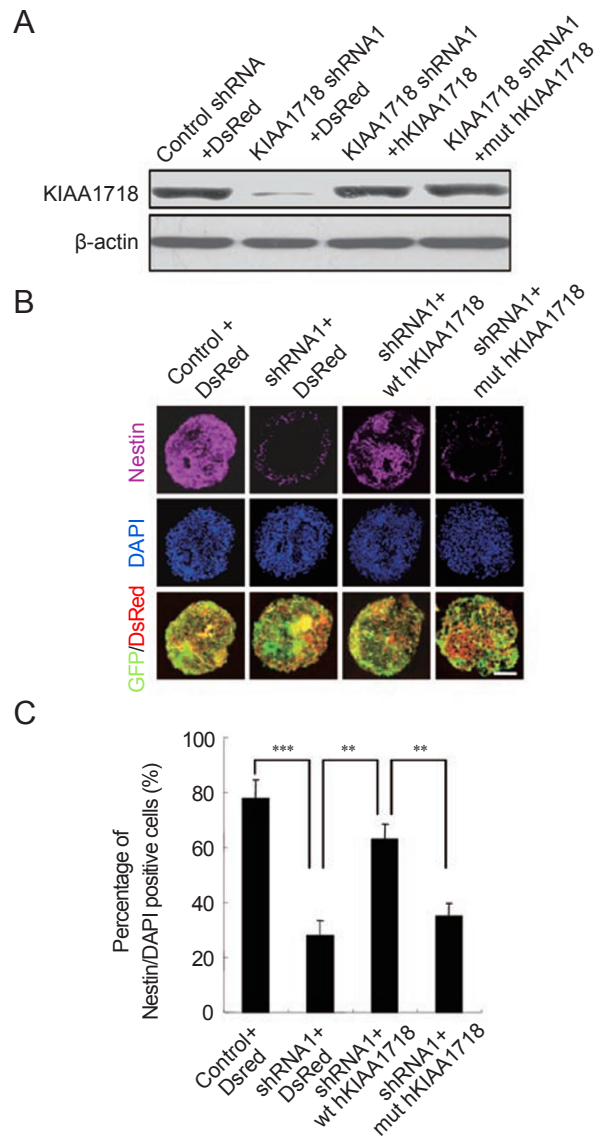 A
Control shRNA
+DsRed
KIAA1718 shRNA1
+DsRed
KIAA1718 shRNA1
+hKIAA1718
KIAA1718 shRNA1
+mut hKIAA1718
KIAA1718
β-actin
B
Control +
DsRed
shRNA1+
DsRed
shRNA1+
wt hKIAA1718
shRNA1+
mut hKIAA1718
Nestin
DAPI
GFP/DsRed
C
Percentage of
Nestin/DAPI positive cells (%)
80
60
40
20
0
***
**
**
Control+
Dsred
shRNA1+
DsRed
shRNA1+
wt hKIAA1718
shRNA1+
mut hKIAA1718